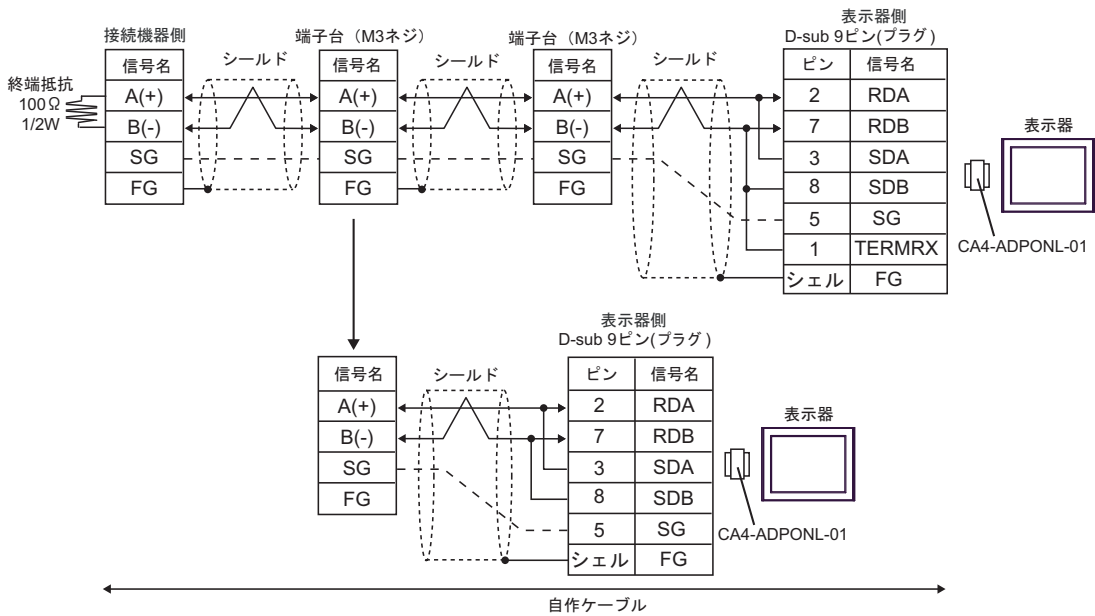 接続機器側
信号名
A(+)
B(-)
SG
FG
終端抵抗
100Ω
1/2W
シールド
端子台（M3ネジ）
信号名
A(+)
B(-)
SG
FG
シールド
端子台（M3ネジ）
信号名
A(+)
B(-)
SG
FG
シールド
表示器側
D-sub 9ピン(プラグ)
ピン 信号名
2 RDA
7 RDB
3 SDA
8 SDB
5 SG
1 TERMRX
シェル FG
表示器
CA4-ADPONL-01
信号名
A(+)
B(-)
SG
FG
シールド
表示器側
D-sub 9ピン(プラグ)
ピン 信号名
2 RDA
7 RDB
3 SDA
8 SDB
5 SG
シェル FG
表示器
CA4-ADPONL-01
自作ケーブル